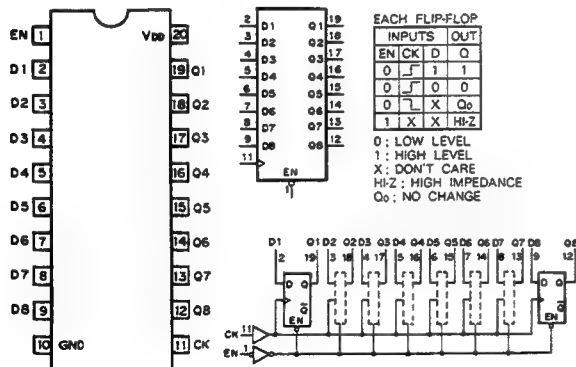 EN 1 VDD 20
D1 2 19 Q1
D2 3 18 Q2
D3 4 17 Q3
D4 5 16 Q4
D5 6 15 Q5
D6 7 14 Q6
D7 8 13 Q7
D8 9 12 Q8
10 GND 11 CK
2 D1 Q1 19
3 D2 Q2 18
4 D3 Q3 17
5 D4 Q4 16
6 D5 Q5 15
7 D6 Q6 14
8 D7 Q7 13
9 D8 Q8 12
11
EN
1
EACH FLIP-FLOP
INPUTS OUT
EN CK D Q
0 1 1
0 0 0
0 X Qo
1 X X HI-Z
0 ; LOW LEVEL
1 ; HIGH LEVEL
X ; DON'T CARE
HI-Z ; HIGH IMPEDANCE
Qo ; NO CHANGE
D1 Q1 D2 Q2 D3 Q3 D4 Q4 D5 Q5 D6 Q6 D7 Q7 D8 Q8
2 19 3 18 4 17 5 16 6 15 7 14 8 13 9 12
D Q D Q
Q̅ Q̅
EN EN
CK 11
EN 1